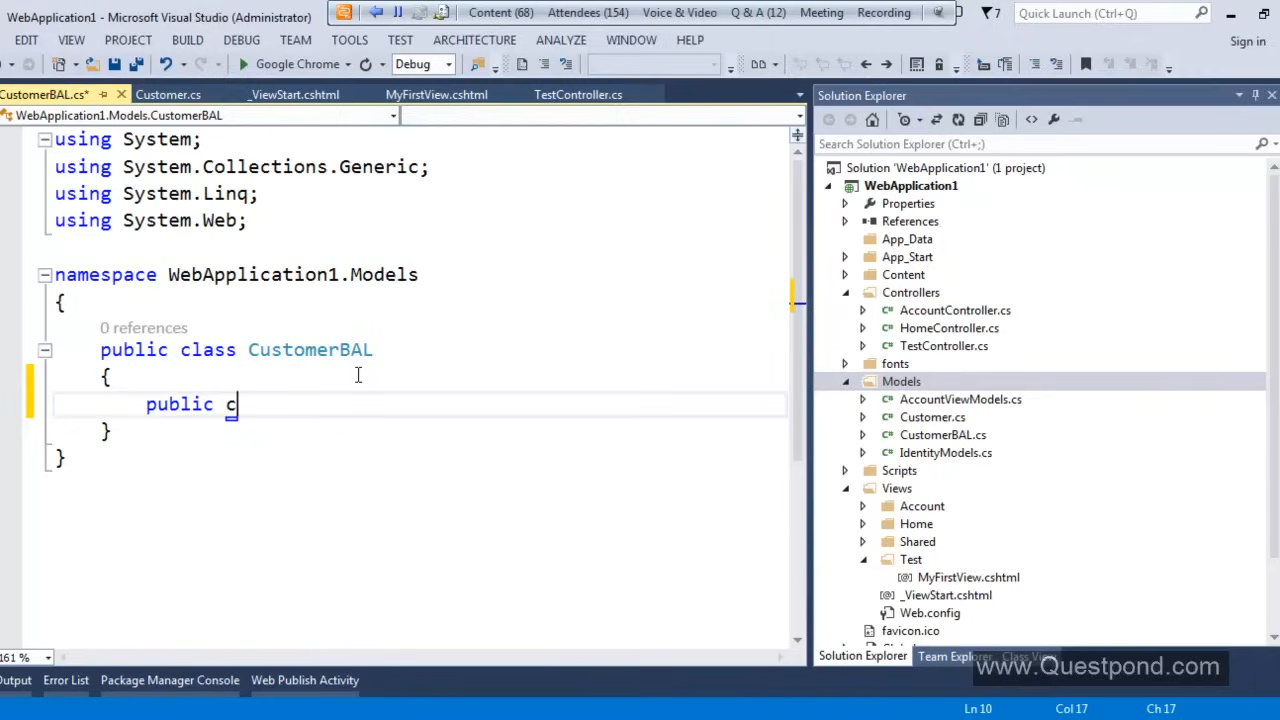 WebApplication1 - Microsoft Visual Studio (Administrator)
Content (68) Attendees (154) Voice & Video Q & A (12) Meeting Recording
7
Quick Launch (Ctrl+Q)
EDIT VIEW PROJECT BUILD DEBUG TEAM TOOLS TEST ARCHITECTURE ANALYZE WINDOW HELP
Sign in
Google Chrome Debug
CustomerBAL.cs* Customer.cs _ViewStart.cshtml MyFirstView.cshtml TestController.cs
WebApplication1.Models.CustomerBAL
using System;
using System.Collections.Generic;
using System.Linq;
using System.Web;
namespace WebApplication1.Models
{
0 references
public class CustomerBAL
{
public c
}
}
161 %
Solution Explorer
Search Solution Explorer (Ctrl+;)
Solution 'WebApplication1' (1 project)
WebApplication1
Properties
References
App_Data
App_Start
Content
Controllers
C# AccountController.cs
C# HomeController.cs
C# TestController.cs
fonts
Models
C# AccountViewModels.cs
C# Customer.cs
C# CustomerBAL.cs
C# IdentityModels.cs
Scripts
Views
Account
Home
Shared
Test
[@] MyFirstView.cshtml
[@] _ViewStart.cshtml
Web.config
favicon.ico
Solution Explorer Team Explorer Class View
www.Questpond.com
Output Error List Package Manager Console Web Publish Activity
Ln 10 Col 17 Ch 17